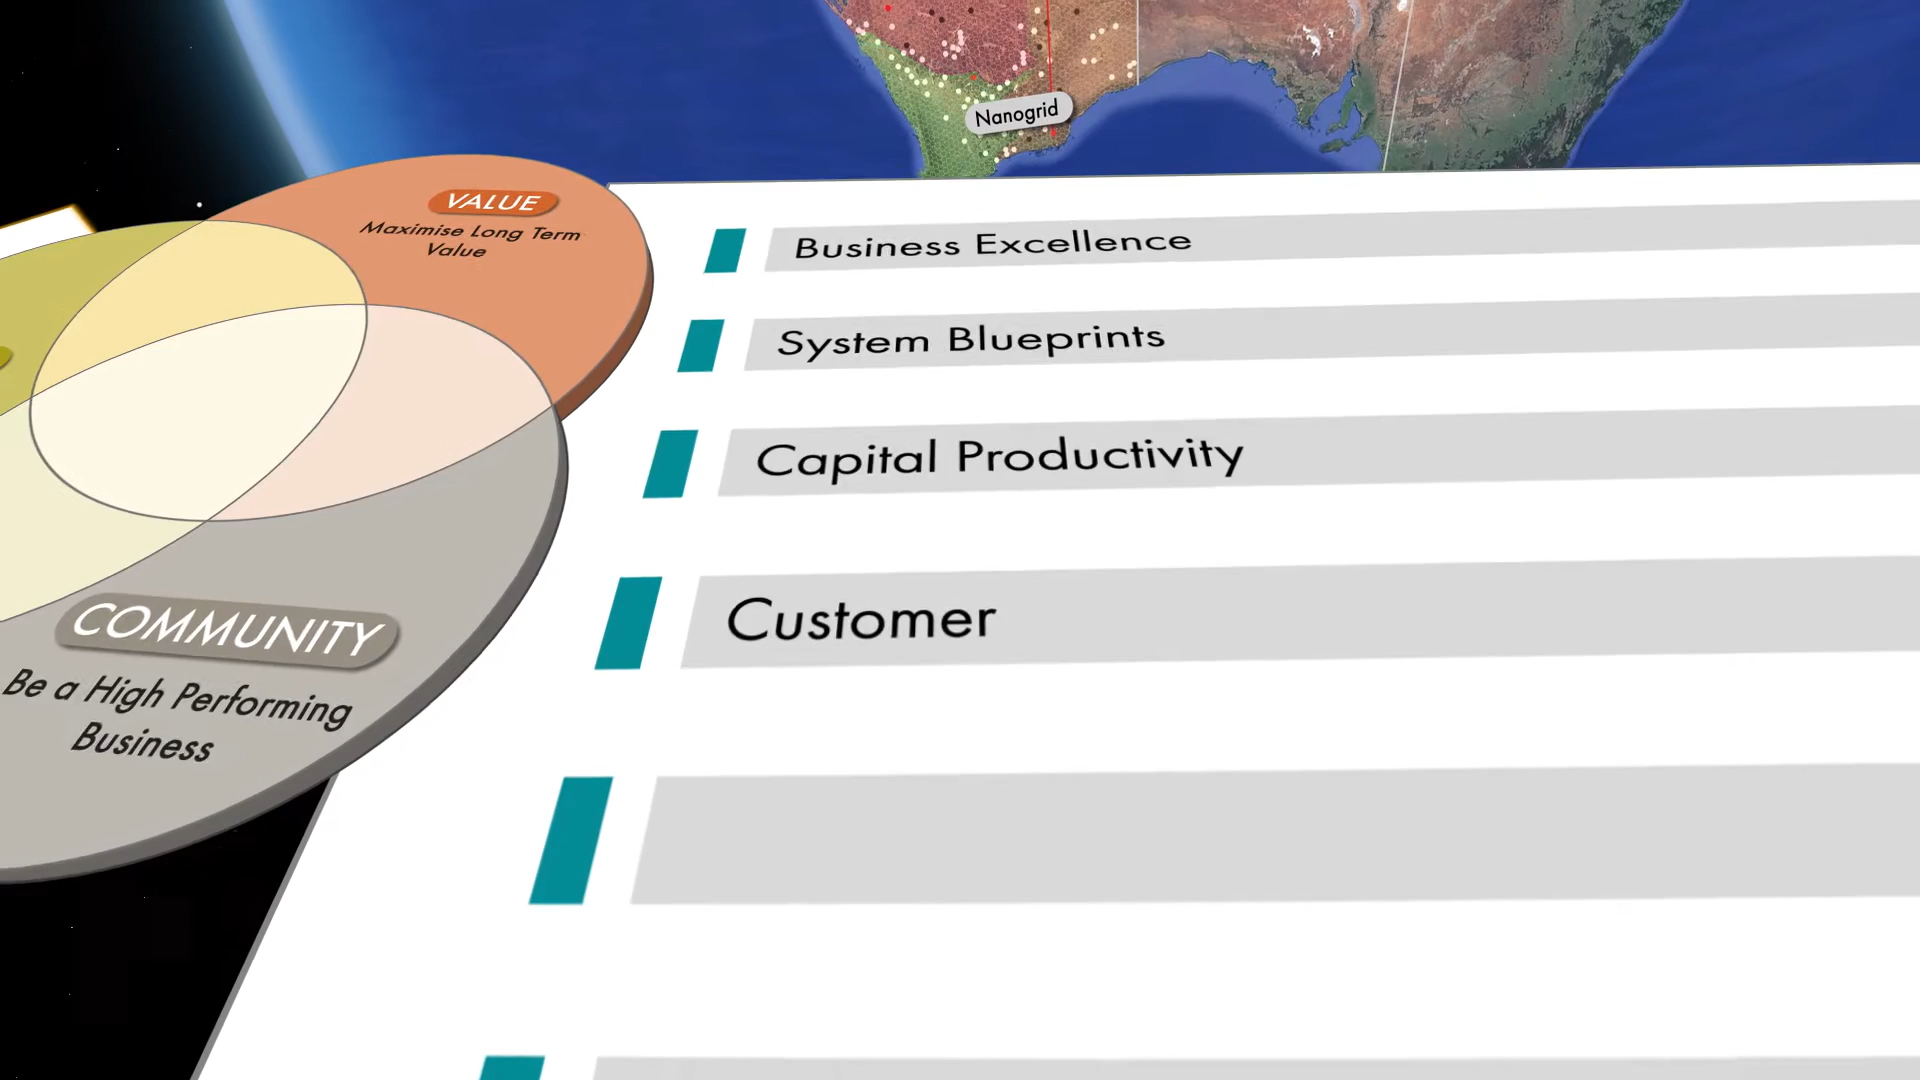 Nanogrid
VALUE
Maximise Long Term
Value
COMMUNITY
Be a High Performing
Business
Business Excellence
System Blueprints
Capital Productivity
Customer